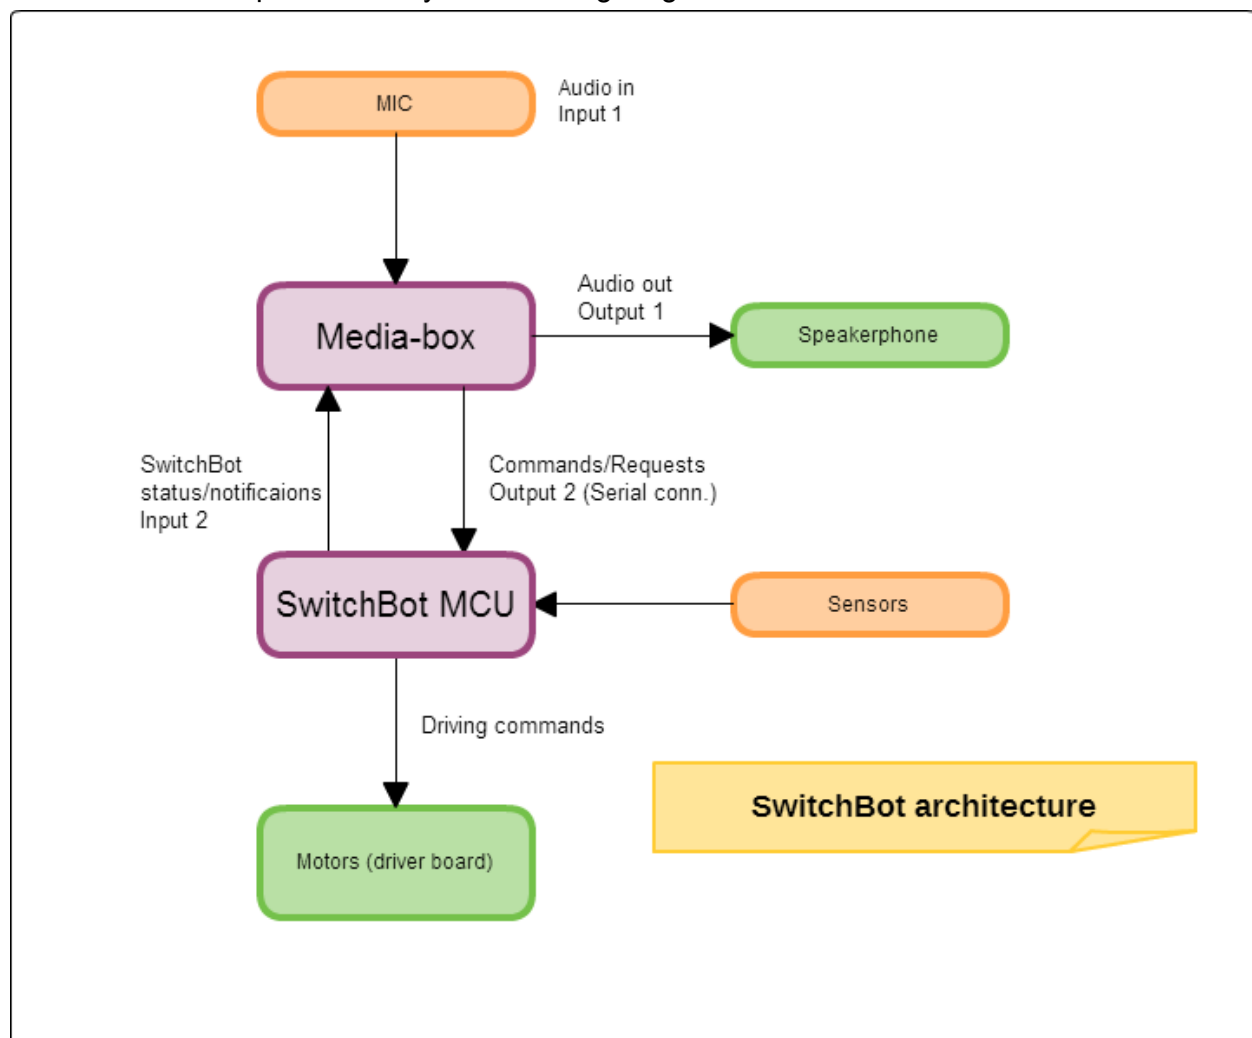 MIC
Audio in
Input 1
Audio out
Output 1
Media-box
Speakerphone
SwitchBot
status/notificaions
Input 2
Commands/Requests
Output 2 (Serial conn.)
SwitchBot MCU
Sensors
Driving commands
SwitchBot architecture
Motors (driver board)